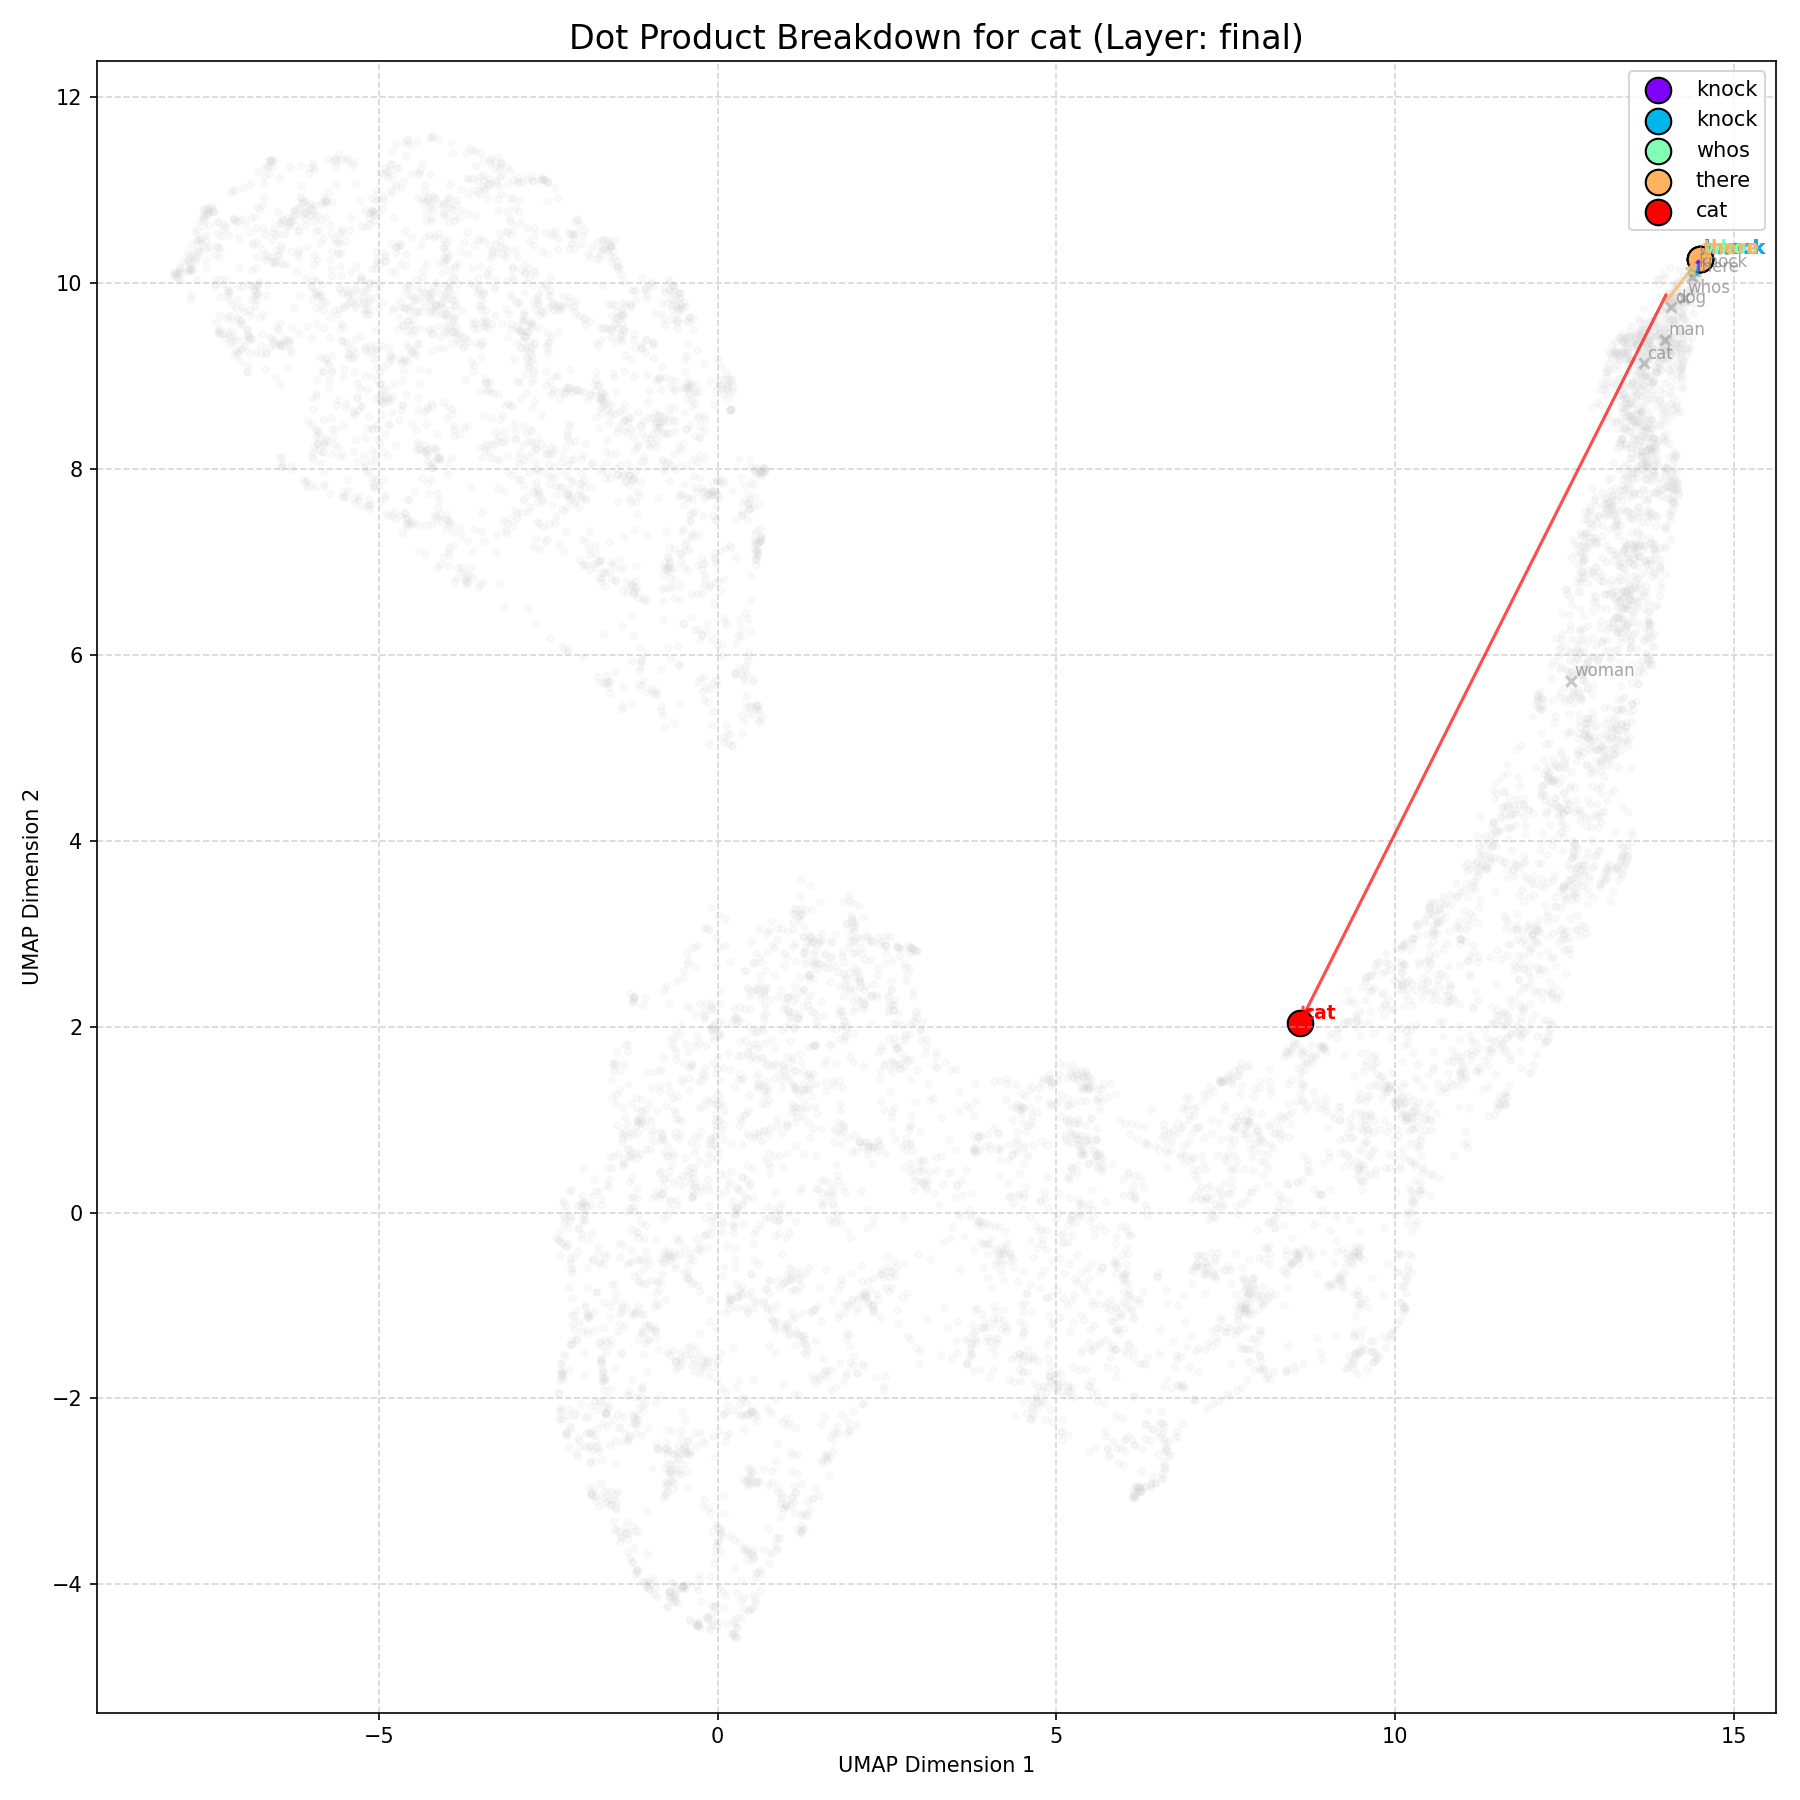 Dot Product Breakdown for cat (Layer: final)
12
10
8
6
4
2
0
−2
−4
UMAP Dimension 2
knock
knock
whos
there
cat
there
whos
dog
man
cat
woman
cat
−5
0
5
10
15
UMAP Dimension 1